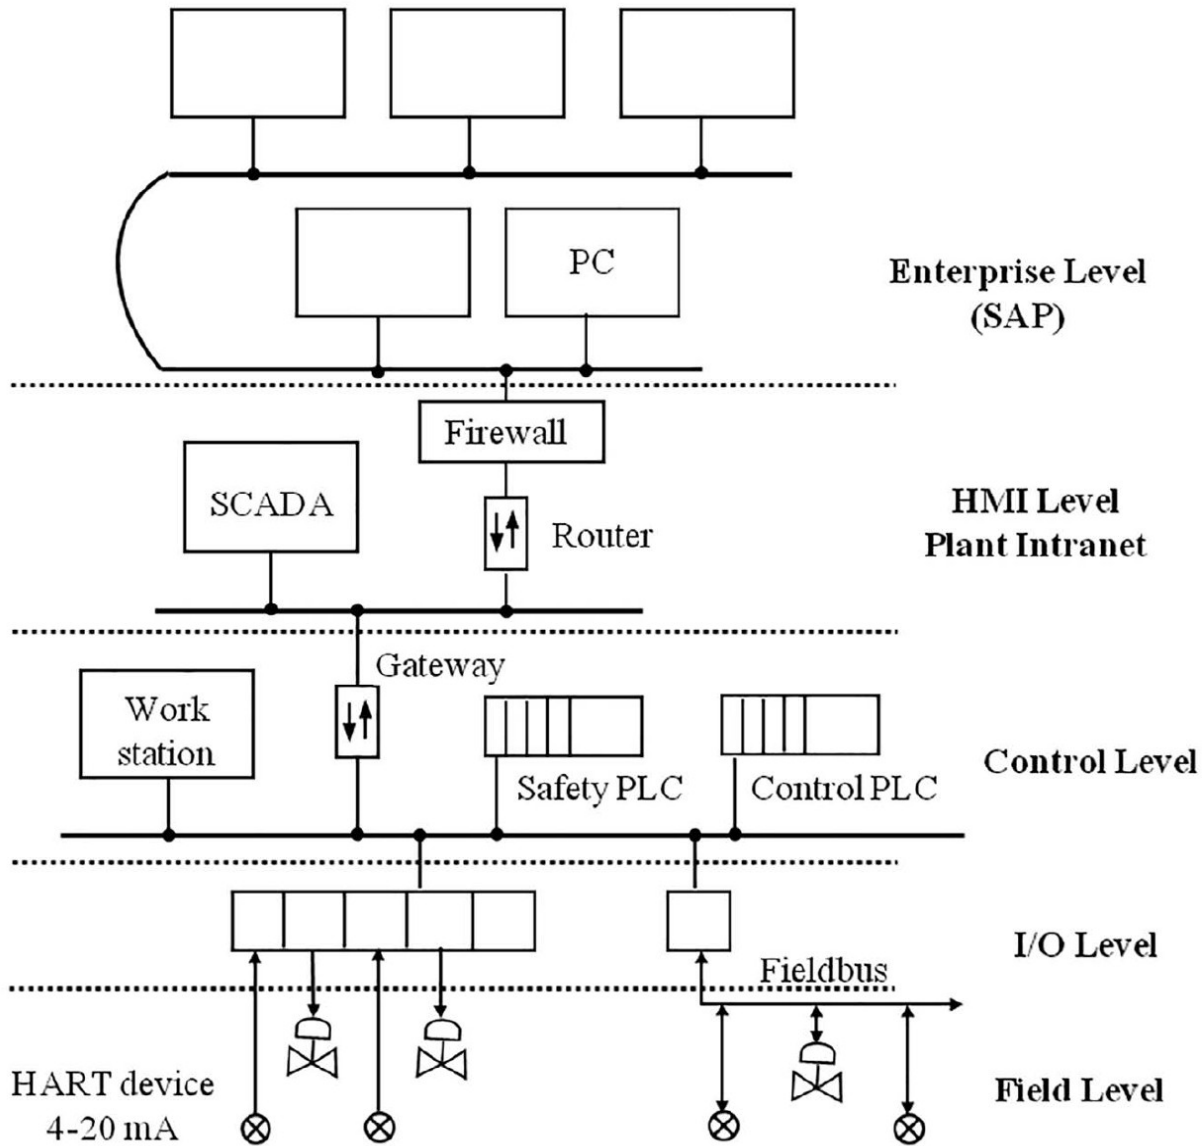 PC
Enterprise Level
(SAP)
Firewall
SCADA
Router
HMI Level
Plant Intranet
Gateway
Work
station
Safety PLC
Control PLC
Control Level
I/O Level
Fieldbus
HART device
4-20 mA
Field Level